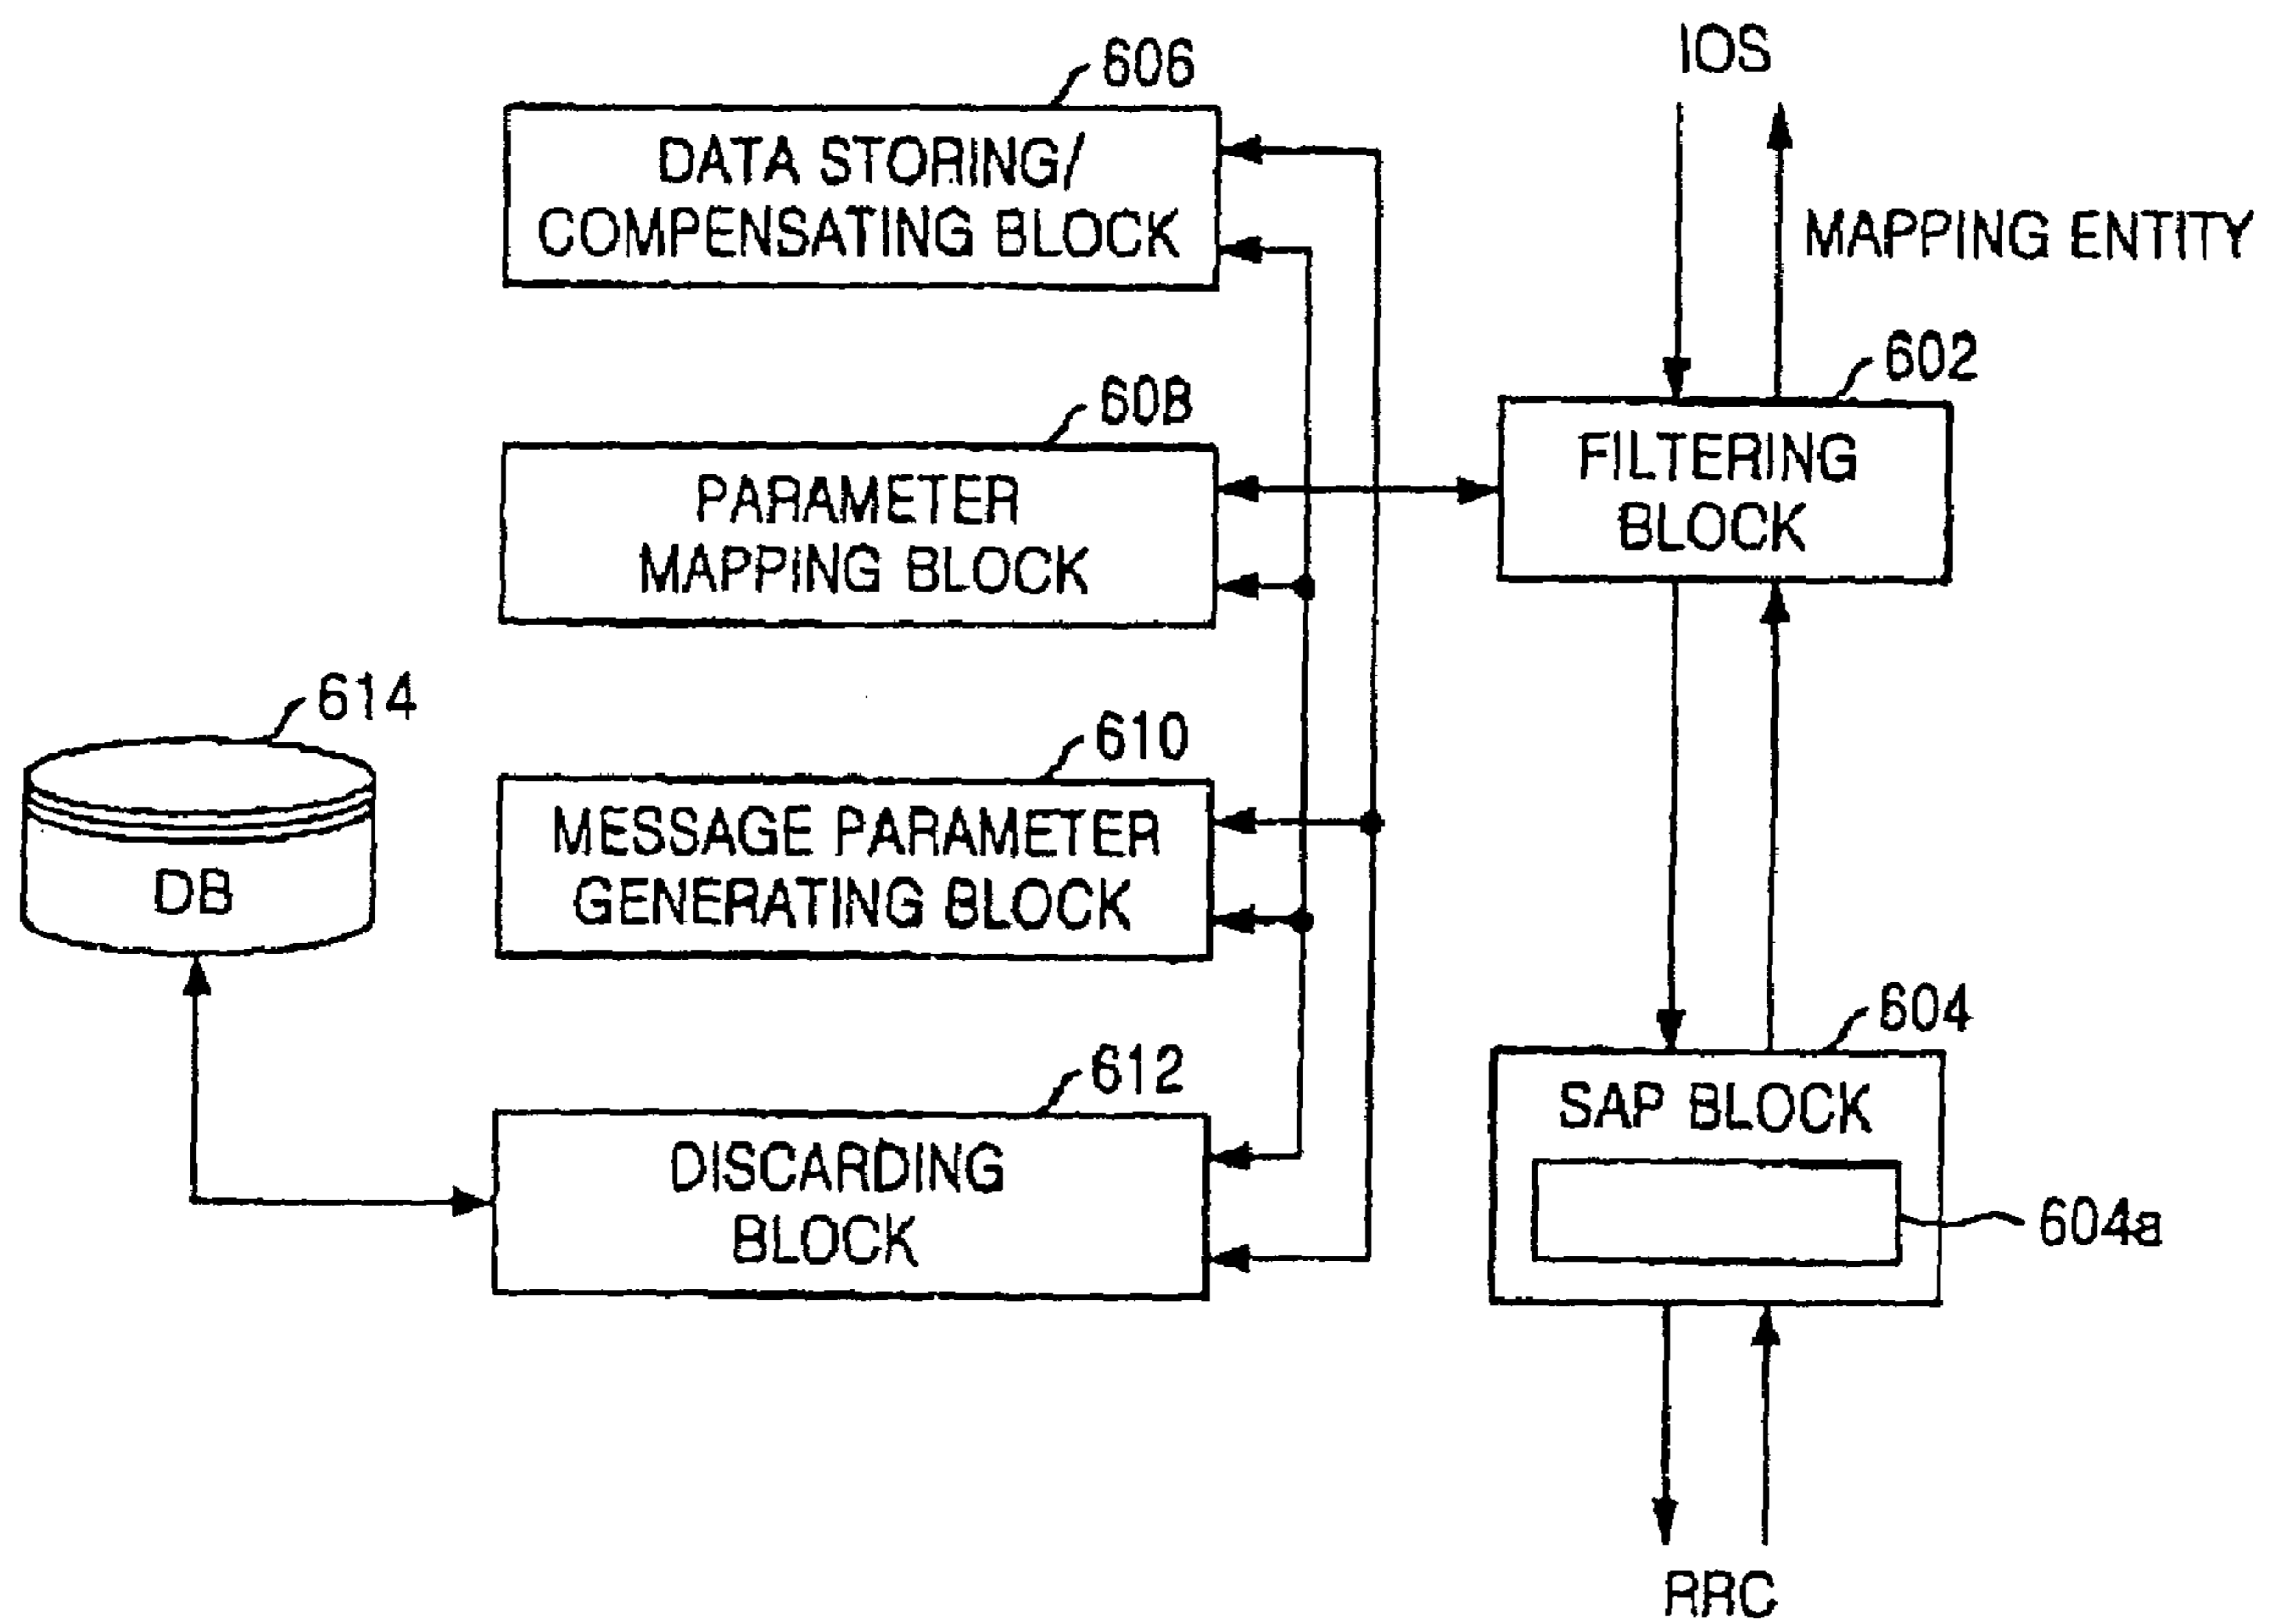 606
DATA STORING/
COMPENSATING BLOCK
IOS
MAPPING ENTITY
608
PARAMETER
MAPPING BLOCK
602
FILTERING
BLOCK
614
DB
610
MESSAGE PARAMETER
GENERATING BLOCK
612
DISCARDING
BLOCK
604
SAP BLOCK
604a
RRC